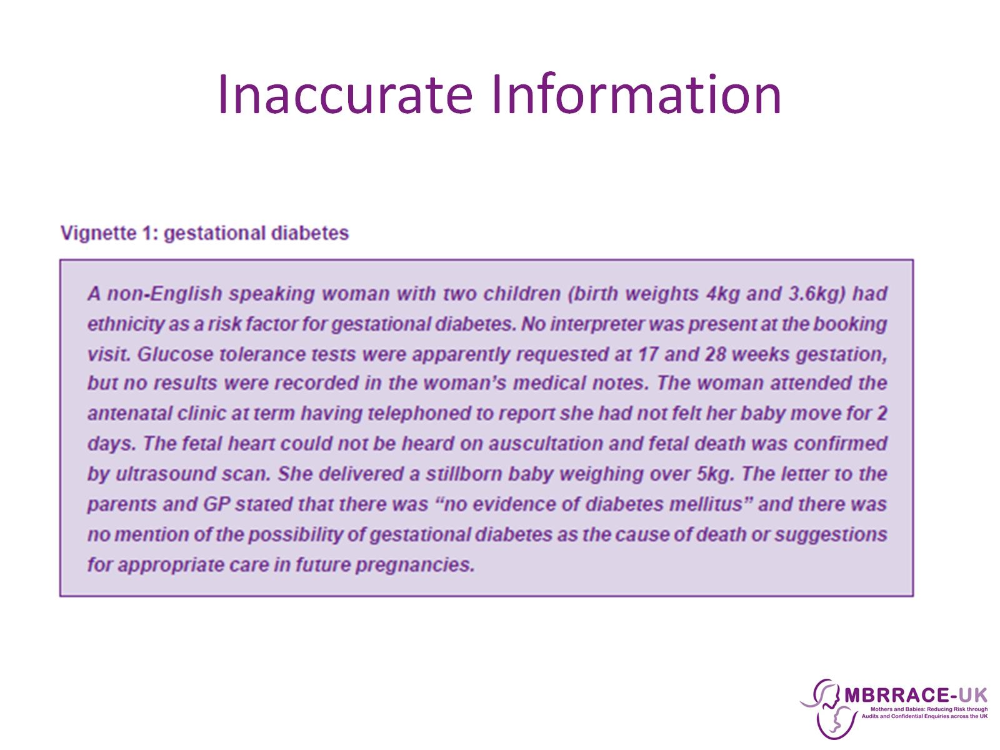 Inaccurate Information
Vignette 1: gestational diabetes
A non-English speaking woman with two children (birth weights 4kg and 3.6kg) had
ethnicity as a risk factor for gestational diabetes. No interpreter was present at the booking
visit. Glucose tolerance tests were apparently requested at 17 and 28 weeks gestation,
but no results were recorded in the woman’s medical notes. The woman attended the
antenatal clinic at term having telephoned to report she had not felt her baby move for 2
days. The fetal heart could not be heard on auscultation and fetal death was confirmed
by ultrasound scan. She delivered a stillborn baby weighing over 5kg. The letter to the
parents and GP stated that there was “no evidence of diabetes mellitus” and there was
no mention of the possibility of gestational diabetes as the cause of death or suggestions
for appropriate care in future pregnancies.
MBRRACE-UK
Mothers and Babies: Reducing Risk through
Audits and Confidential Enquiries across the UK